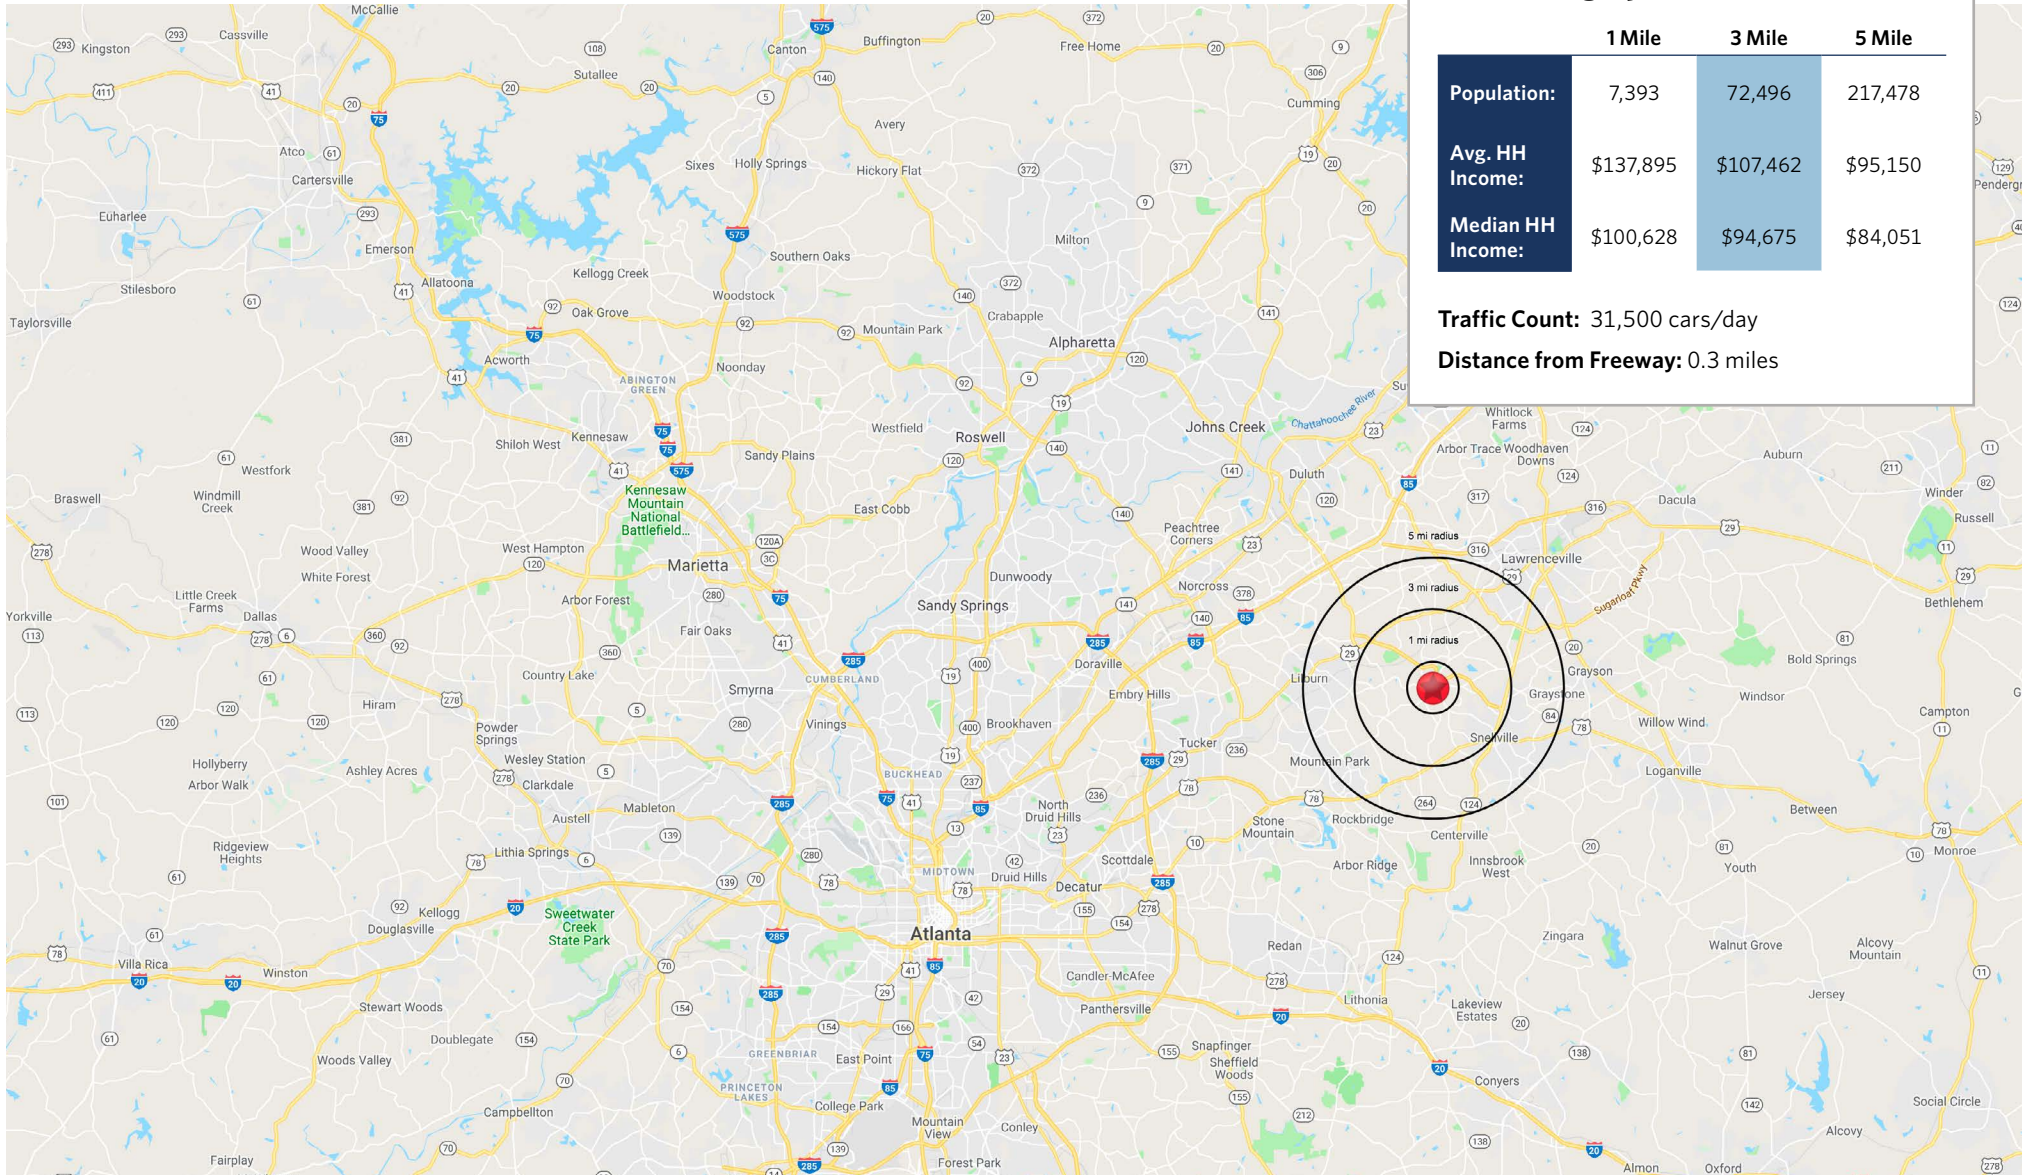 1 Mile 3 Mile 5 Mile
Population: 7,393 72,496 217,478
Avg. HH
Income: $137,895 $107,462 $95,150
Median HH
Income: $100,628 $94,675 $84,051
Traffic Count: 31,500 cars/day
Distance from Freeway: 0.3 miles
McCallie
Cassville
Kingston
Sutallee
Canton
Buffington
Free Home
Cumming
Avery
Atco
Cartersville
Sixes
Holly Springs
Hickory Flat
Euharlee
Emerson
Milton
Pendergr
Southern Oaks
Kellogg Creek
Stilesboro
Allatoona
Woodstock
Taylorsville
Oak Grove
Mountain Park
Crabapple
Alpharetta
Acworth
Noonday
ABINGTON
GREEN
Chattahoochee River
Whitlock
Farms
Westfield
Roswell
Johns Creek
Shiloh West
Kennesaw
Sandy Plains
Arbor Trace
Woodhaven
Downs
Auburn
Westfork
Duluth
Braswell
Windmill
Creek
Kennesaw
Mountain
National
Battlefield...
East Cobb
Dacula
Winder
Russell
Peachtree
Corners
5 mi radius
Wood Valley
West Hampton
Marietta
Lawrenceville
White Forest
Dunwoody
Norcross
3 mi radius
Sugarloaf Pkwy
Little Creek
Farms
Arbor Forest
Sandy Springs
Bethlehem
Yorkville
Dallas
Fair Oaks
1 mi radius
Doraville
Bold Springs
Country Lake
CUMBERLAND
Lilburn
Grayson
Smyrna
Embry Hills
Graystone
Windsor
Hiram
Vinings
Brookhaven
Willow Wind
Campton
Powder
Springs
Tucker
Snellville
Wesley Station
Mountain Park
Hollyberry
Ashley Acres
BUCKHEAD
Loganville
Arbor Walk
Clarkdale
Mableton
North
Druid Hills
Between
Austell
Stone
Mountain
Rockbridge
Centerville
Ridgeview
Heights
Lithia Springs
Scottdale
Arbor Ridge
Innsbrook
West
Youth
Monroe
MIDTOWN
Druid Hills
Decatur
Kellogg
Douglasville
Sweetwater
Creek
State Park
Atlanta
Redan
Zingara
Walnut Grove
Alcovy
Mountain
Villa Rica
Winston
Candler-McAfee
Stewart Woods
Panthersville
Lithonia
Lakeview
Estates
Jersey
Doublegate
Woods Valley
GREENBRIAR
East Point
Snapfinger
Sheffield
Woods
PRINCETON
LAKES
Conyers
Campbellton
College Park
Social Circle
Mountain
View
Conley
Alcovy
Fairplay
Forest Park
Almon
Oxford